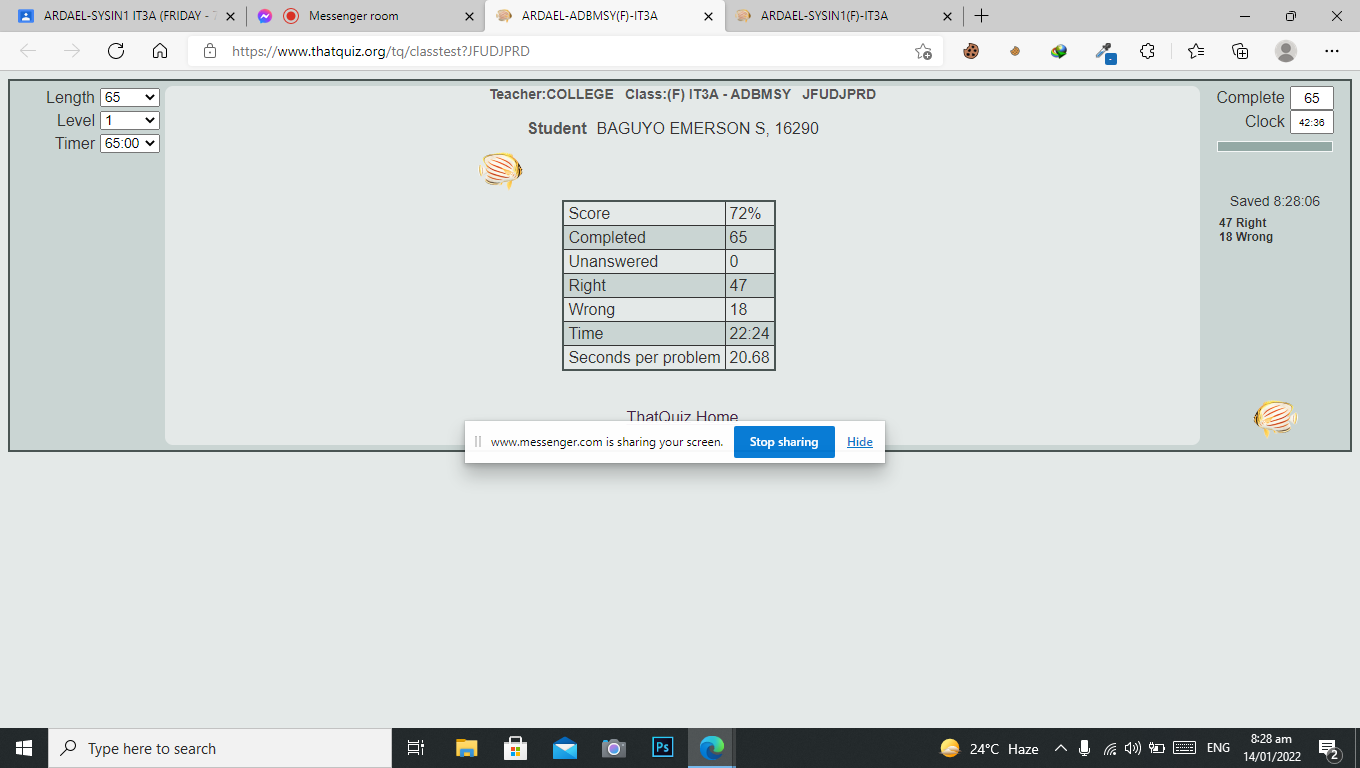 ARDAEL-SYSIN1 IT3A (FRIDAY - 7
Messenger room
ARDAEL-ADBMSY(F)-IT3A
ARDAEL-SYSIN1(F)-IT3A
https://www.thatquiz.org/tq/classtest?JFUDJPRD
Length 65
Level 1
Timer 65:00
Teacher:COLLEGE Class:(F) IT3A - ADBMSY JFUDJPRD
Student BAGUYO EMERSON S, 16290
Complete 65
Clock 42:36
Saved 8:28:06
47 Right
18 Wrong
Score 72%
Completed 65
Unanswered 0
Right 47
Wrong 18
Time 22:24
Seconds per problem 20.68
ThatQuiz Home
www.messenger.com is sharing your screen. Stop sharing Hide
Type here to search
Ps
24°C Haze
ENG
8:28 am
14/01/2022
2